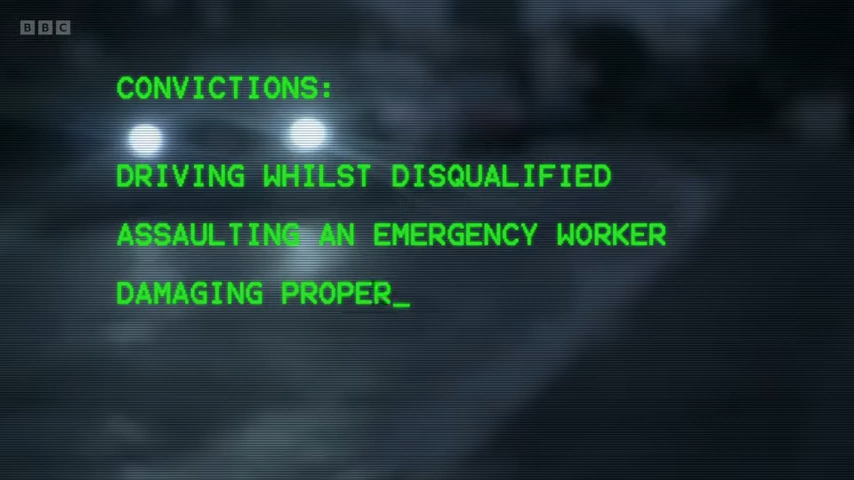 BBC
CONVICTIONS:
DRIVING WHILST DISQUALIFIED
ASSAULTING AN EMERGENCY WORKER
DAMAGING PROPER_